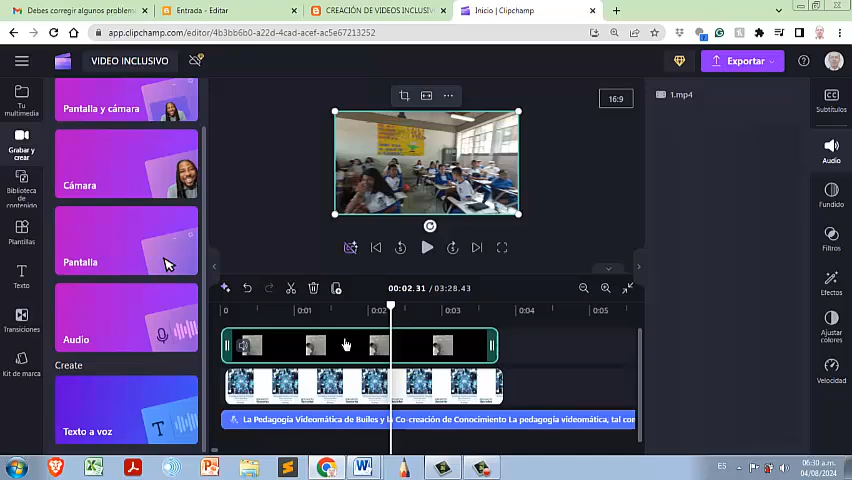 Debes corregir algunos problema
Entrada - Editar
CREACIÓN DE VIDEOS INCLUSIV
Inicio | Clipchamp
app.clipchamp.com/editor/4b3bb6b0-a22d-4cad-acef-ac5e67213252
VIDEO INCLUSIVO
Exportar
Tu multimedia
Grabar y crear
Biblioteca de contenido
Plantillas
Texto
Transiciones
Kit de marca
Pantalla y cámara
Cámara
Pantalla
Audio
Create
Texto a voz
16:9
1.mp4
Subtítulos
Audio
Fundido
Filtros
Efectos
Ajustar colores
Velocidad
00:02.31 / 03:28.43
0
0:01
0:02
0:03
0:04
0:05
La Pedagogía Videomática de Builes y la Co-creación de Conocimiento La pedagogía videomática, tal con
ES
06:30 a.m.
04/08/2024